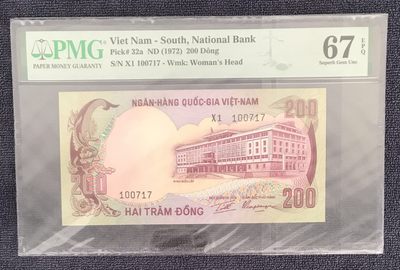 PMG
PAPER MONEY GUARANTY
Viet Nam - South, National Bank
Pick# 32a ND (1972) 200 Dông
S/N X1 100717 - Wmk: Woman's Head
67 EPQ
Superb Gem Unc
NGÂN-HÀNG QUỐC-GIA VIỆT-NAM
200
X1 100717
200
100717
200
HAI TRĂM ĐỒNG